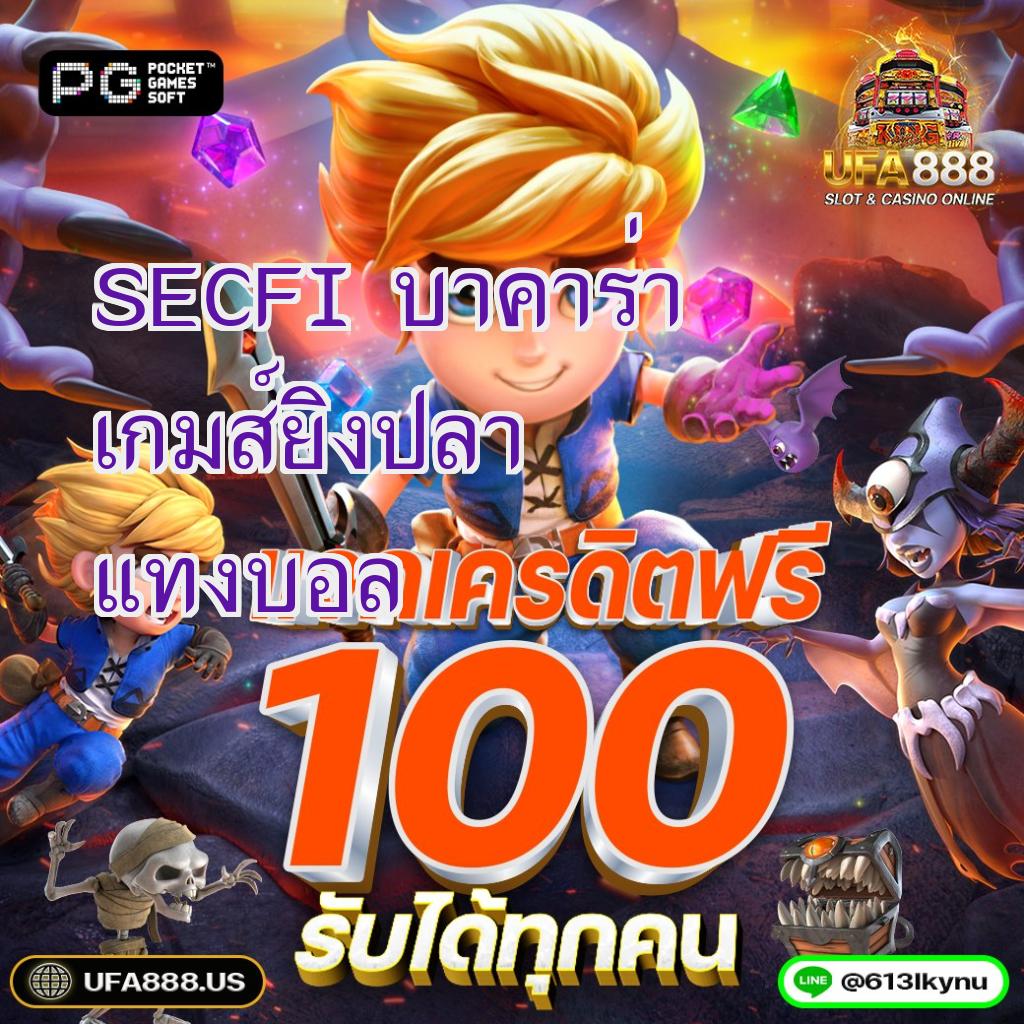 PG POCKET GAMES SOFT™
UFA888
SLOT & CASINO ONLINE
SECFI บาคาร่า
เกมส์ยิงปลา
แทงบอล
เครดิตฟรี
100
รับได้ทุกคน
UFA888.US
LINE @613lkynu